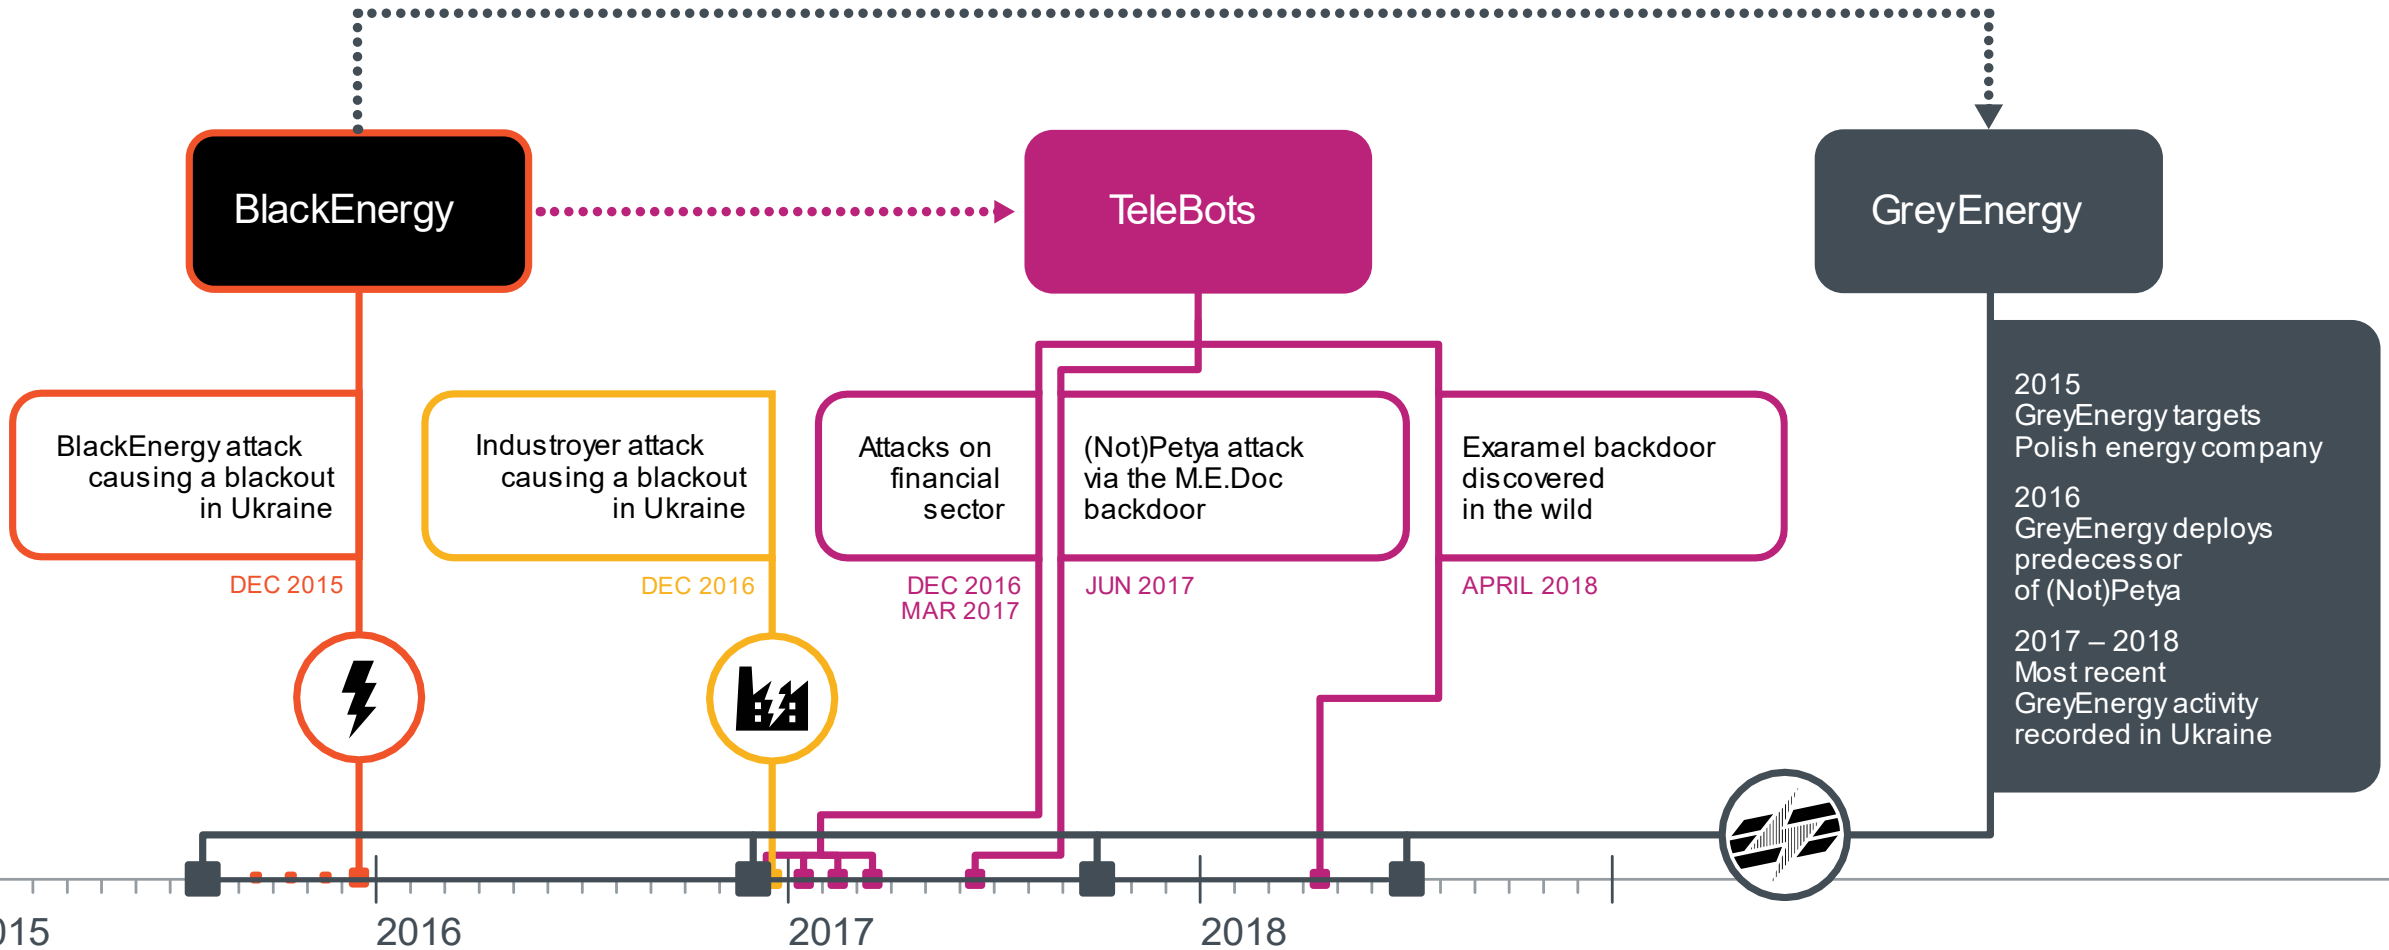 BlackEnergy
TeleBots
GreyEnergy
BlackEnergy attack
causing a blackout
in Ukraine
DEC 2015
Industroyer attack
causing a blackout
in Ukraine
DEC 2016
Attacks on
financial
sector
DEC 2016
MAR 2017
(Not)Petya attack
via the M.E.Doc
backdoor
JUN 2017
Exaramel backdoor
discovered
in the wild
APRIL 2018
2015
GreyEnergy targets
Polish energy company
2016
GreyEnergy deploys
predecessor
of (Not)Petya
2017 – 2018
Most recent
GreyEnergy activity
recorded in Ukraine
015
2016
2017
2018